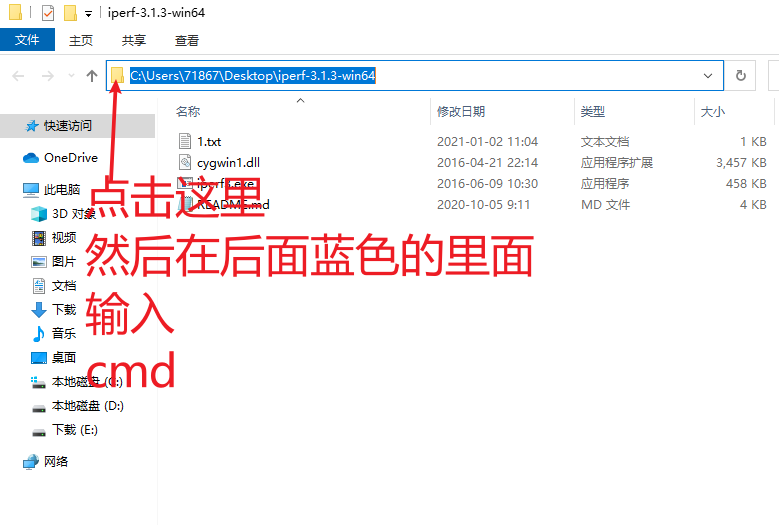 iperf-3.1.3-win64
文件 主页 共享 查看
C:\Users\71867\Desktop\iperf-3.1.3-win64
名称 修改日期 类型 大小
快速访问
OneDrive
此电脑
3D 对象
视频
图片
文档
下载
音乐
桌面
本地磁盘 (C:)
本地磁盘 (D:)
下载 (E:)
网络
1.txt 2021-01-02 11:04 文本文档 1 KB
cygwin1.dll 2016-04-21 22:14 应用程序扩展 3,457 KB
iperf3.exe 2016-06-09 10:30 应用程序 458 KB
README.md 2020-10-05 9:11 MD 文件 4 KB
点击这里
然后在后面蓝色的里面
输入
cmd